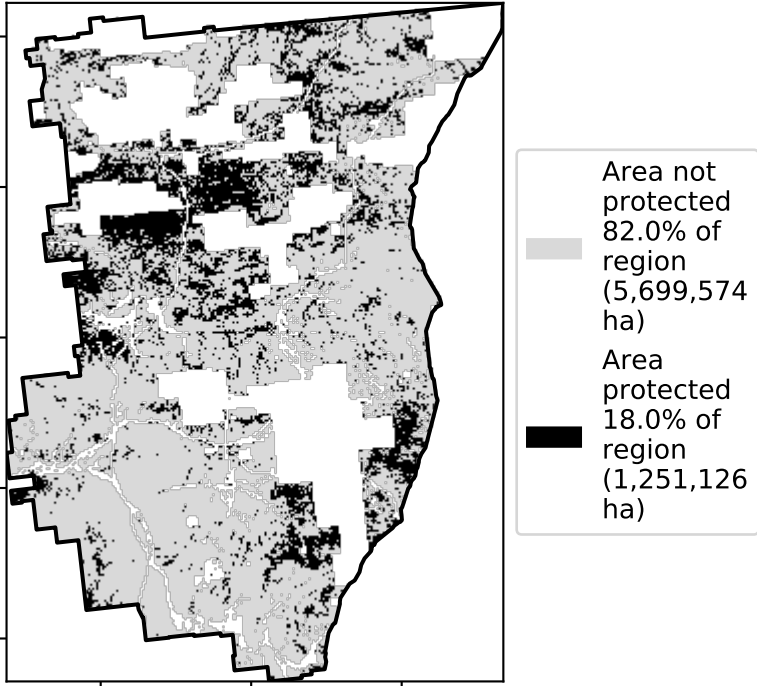 Area not
protected
82.0% of
region
(5,699,574
ha)
Area
protected
18.0% of
region
(1,251,126
ha)